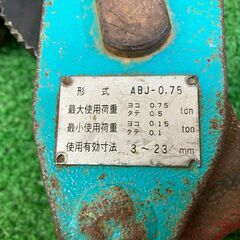 形式 ABJ-0.75
最大使用荷重 ヨコ 0.75 ton
タテ 0.5
最小使用荷重 ヨコ 0.15 ton
タテ 0.1
使用有効寸法 3〜23 mm